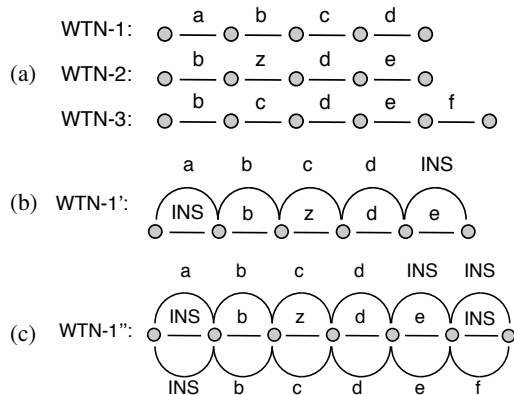 a b c d
WTN-1:
b z d e
(a) WTN-2:
b c d e f
WTN-3:
a b c d INS
(b) WTN-1': INS b z d e
a b c d INS INS
(c) WTN-1'': INS b z d e INS
INS b c d e f